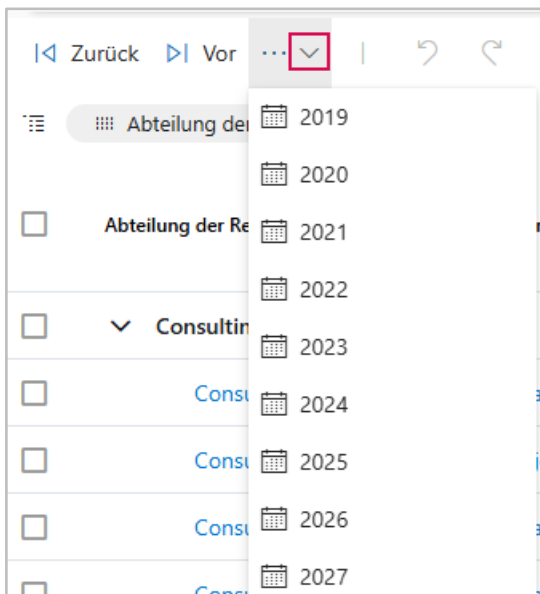 Zurück Vor ...
Abteilung der
2019
2020
2021
Abteilung der Re
2022
Consultin
2023
Consu
2024
Consu
2025
Consu
2026
2027